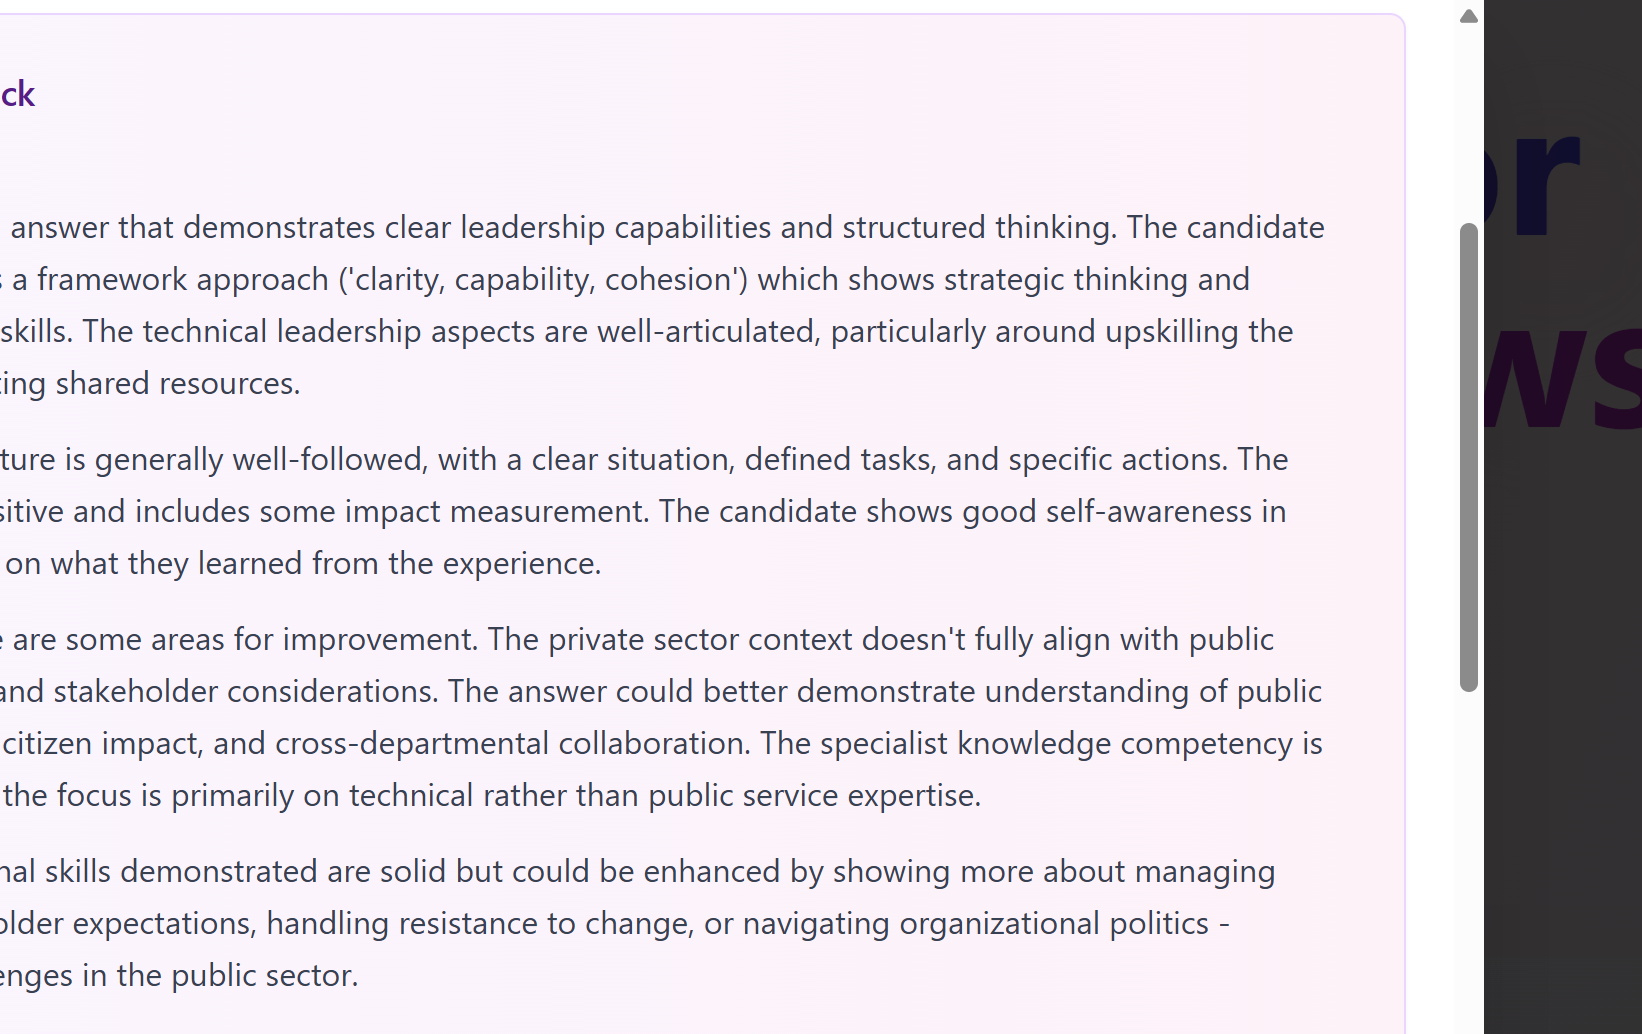 ck
answer that demonstrates clear leadership capabilities and structured thinking. The candidate
a framework approach ('clarity, capability, cohesion') which shows strategic thinking and
skills. The technical leadership aspects are well-articulated, particularly around upskilling the
ting shared resources.
ture is generally well-followed, with a clear situation, defined tasks, and specific actions. The
sitive and includes some impact measurement. The candidate shows good self-awareness in
on what they learned from the experience.
are some areas for improvement. The private sector context doesn't fully align with public
and stakeholder considerations. The answer could better demonstrate understanding of public
citizen impact, and cross-departmental collaboration. The specialist knowledge competency is
the focus is primarily on technical rather than public service expertise.
nal skills demonstrated are solid but could be enhanced by showing more about managing
older expectations, handling resistance to change, or navigating organizational politics -
enges in the public sector.
or
ws